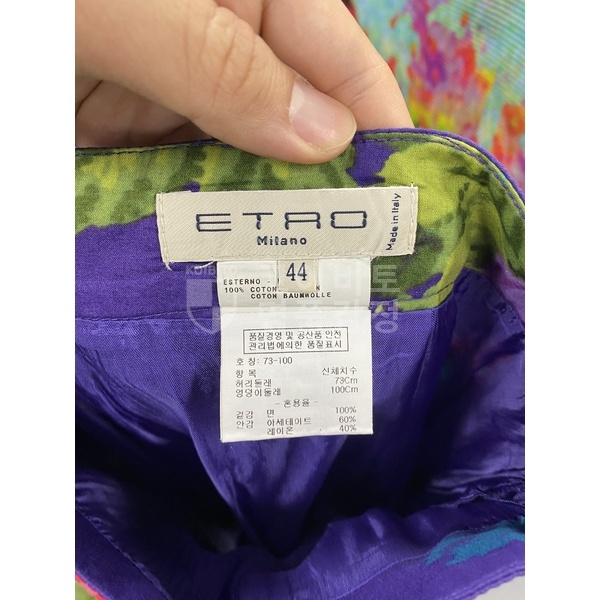 ETRO
Milano
Made in Italy
44
ESTERNO -
100% COTONE
COTON BAUMWOLLE
품질경영 및 공산품 안전
관리법에의한 품질표시
호 칭: 73-100
항 목 신체치수
허리둘레 73Cm
엉덩이둘레 100Cm
- 혼용율 -
겉감 면 100%
안감 아세테이드 60%
레이온 40%